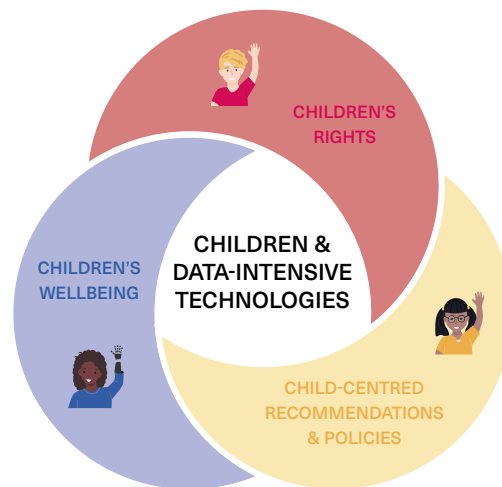 CHILDREN'S
RIGHTS
CHILDREN &
DATA-INTENSIVE
TECHNOLOGIES
CHILDREN'S
WELLBEING
CHILD-CENTRED
RECOMMENDATIONS
& POLICIES